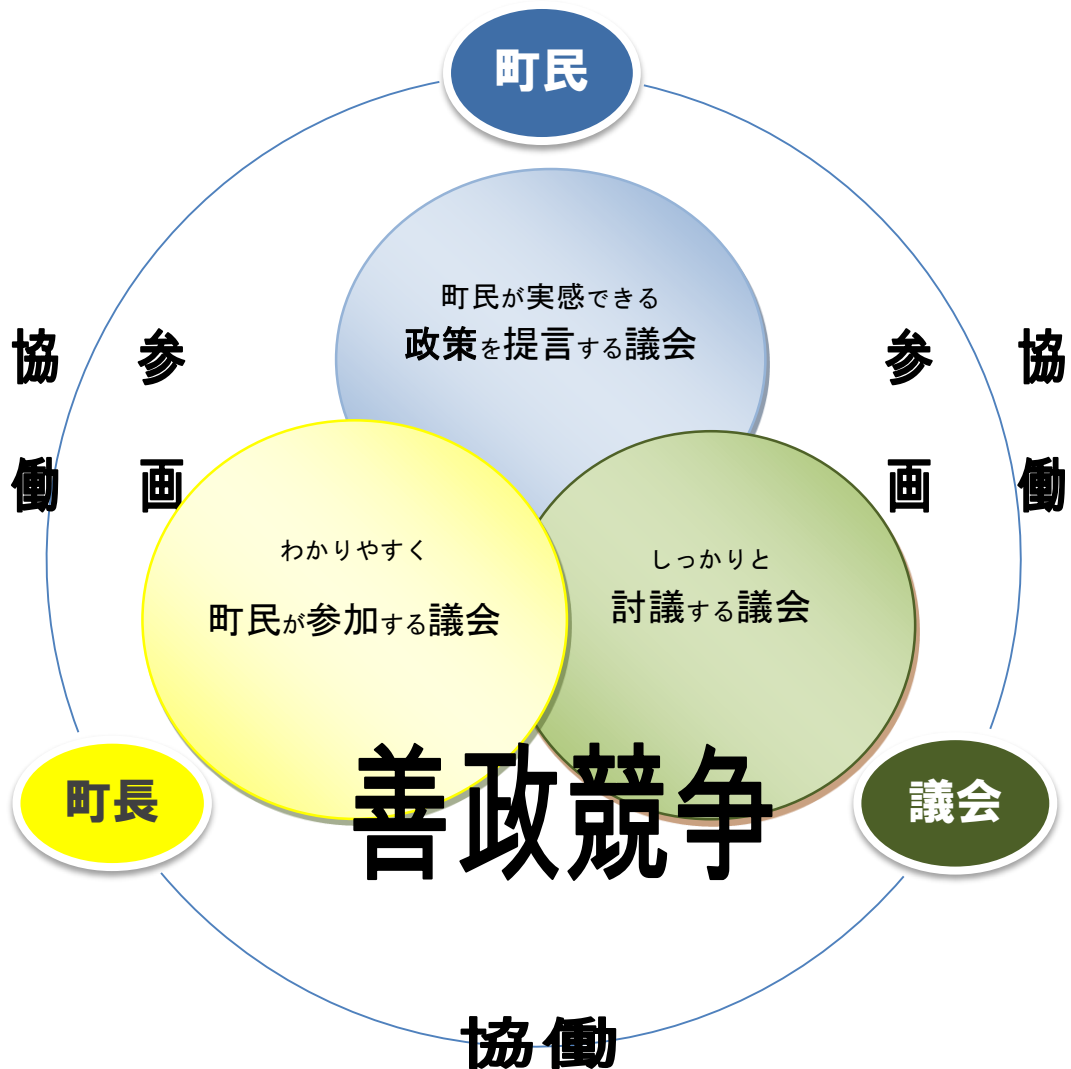 町民
町民が実感できる
政策を提言する議会
協働
参画
参画
協働
わかりやすく
町民が参加する議会
しっかりと
討議する議会
善政競争
町長
議会
協働